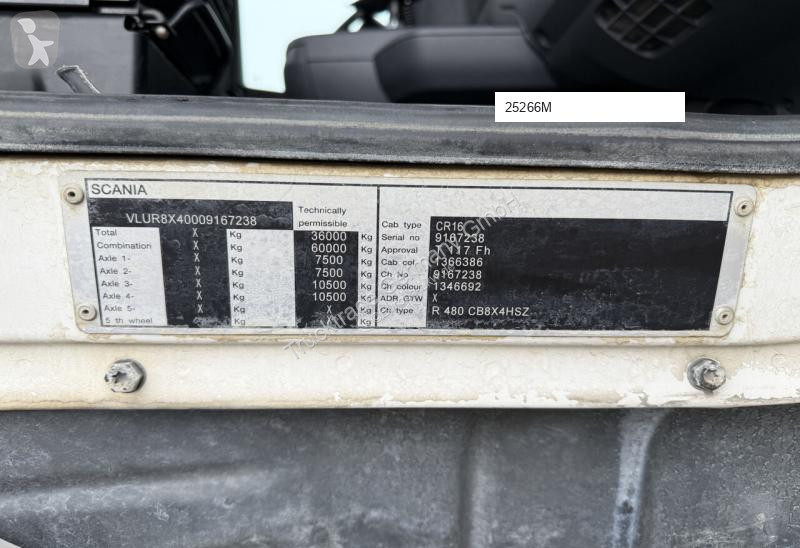 25266M
SCANIA
VLUR8X40009167238
Technically permissible
Total X Kg 36000 Kg
Combination X Kg 60000 Kg
Axle 1- X Kg 7500 Kg
Axle 2- X Kg 7500 Kg
Axle 3- X Kg 10500 Kg
Axle 4- X Kg 10500 Kg
Axle 5- X Kg X Kg
5 th wheel Kg Kg
Cab type CR16
Serial no 9167238
Approval Fh
Cab col. 1366386
Ch No. 9167238
Ch colour 1346692
ADR, GTW X
Ch type R 480 CB8X4HSZ